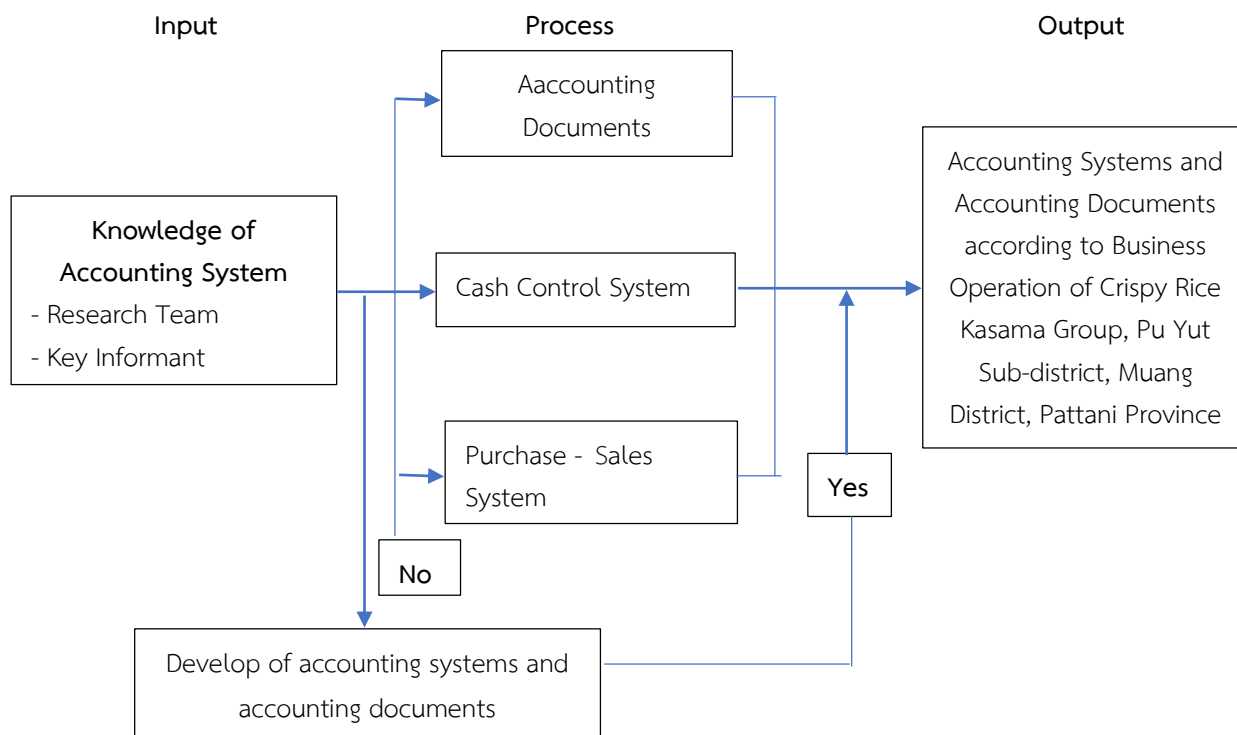 Input
Process
Output
Knowledge of
Accounting System
- Research Team
- Key Informant
Aaccounting
Documents
Cash Control System
Purchase - Sales
System
No
Develop of accounting systems and
accounting documents
Yes
Accounting Systems and
Accounting Documents
according to Business
Operation of Crispy Rice
Kasama Group, Pu Yut
Sub-district, Muang
District, Pattani Province